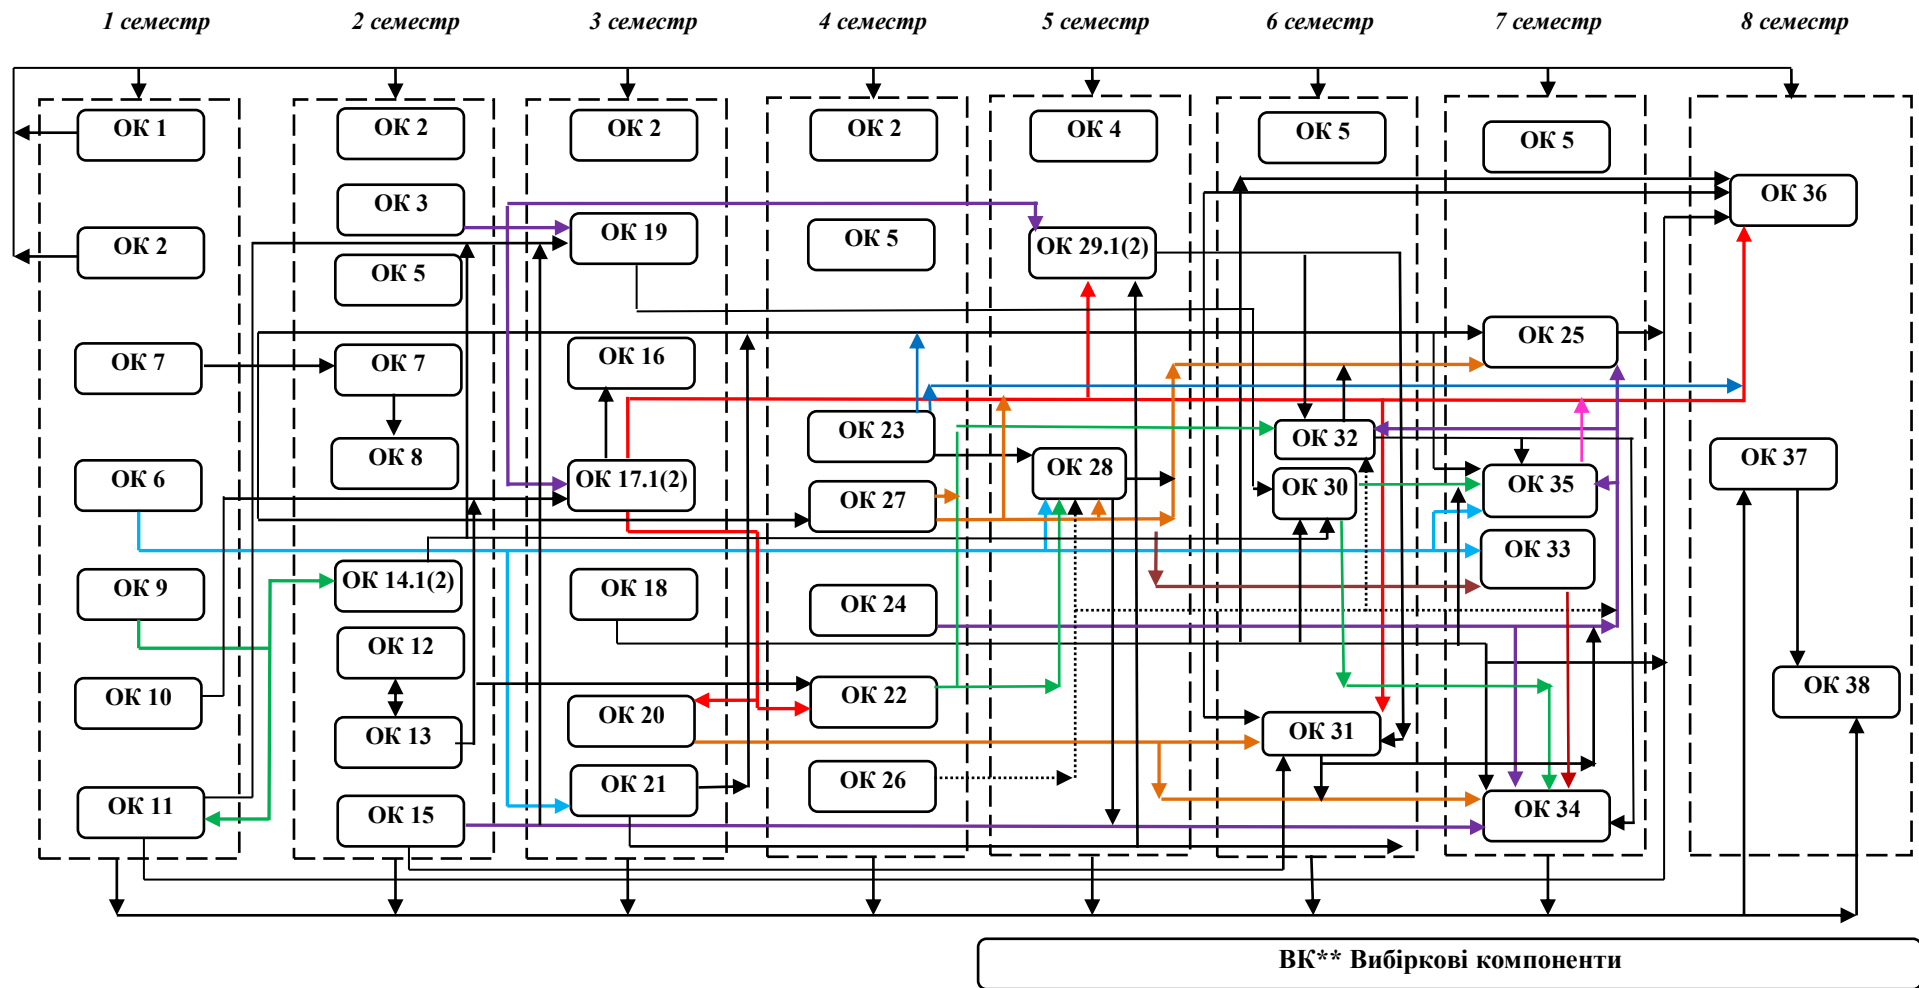 1 семестр
2 семестр
3 семестр
4 семестр
5 семестр
6 семестр
7 семестр
8 семестр
ОК 1
ОК 2
ОК 7
ОК 6
ОК 9
ОК 10
ОК 11
ОК 2
ОК 3
ОК 5
ОК 7
ОК 8
ОК 14.1(2)
ОК 12
ОК 13
ОК 15
ОК 2
ОК 19
ОК 16
ОК 17.1(2)
ОК 18
ОК 20
ОК 21
ОК 2
ОК 5
ОК 23
ОК 27
ОК 24
ОК 22
ОК 26
ОК 4
ОК 29.1(2)
ОК 28
ОК 5
ОК 32
ОК 30
ОК 31
ОК 5
ОК 25
ОК 35
ОК 33
ОК 34
ОК 36
ОК 37
ОК 38
ВК** Вибіркові компоненти